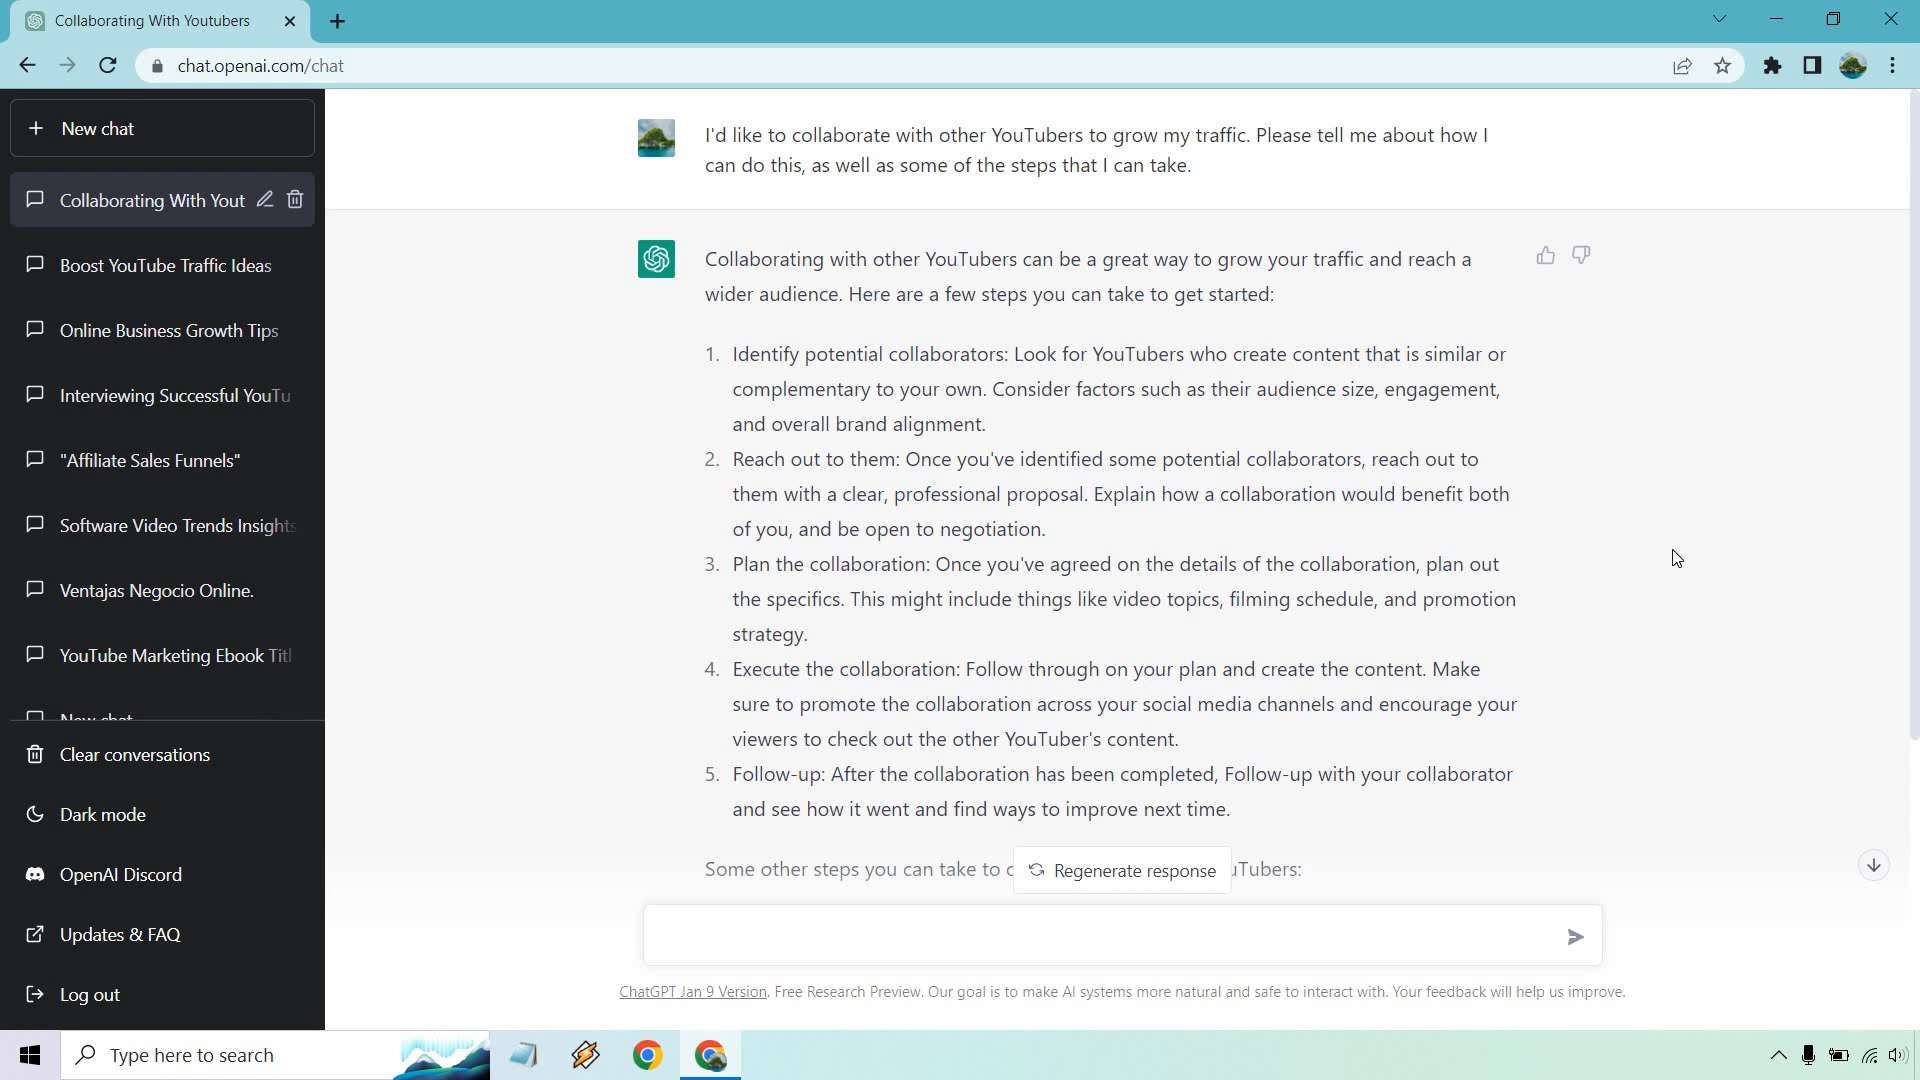 Collaborating With Youtubers
chat.openai.com/chat
New chat
Collaborating With Yout
Boost YouTube Traffic Ideas
Online Business Growth Tips
Interviewing Successful YouTu
"Affiliate Sales Funnels"
Software Video Trends Insights
Ventajas Negocio Online.
YouTube Marketing Ebook Titl
New chat
Clear conversations
Dark mode
OpenAI Discord
Updates & FAQ
Log out
I'd like to collaborate with other YouTubers to grow my traffic. Please tell me about how I
can do this, as well as some of the steps that I can take.
Collaborating with other YouTubers can be a great way to grow your traffic and reach a
wider audience. Here are a few steps you can take to get started:
1. Identify potential collaborators: Look for YouTubers who create content that is similar or
complementary to your own. Consider factors such as their audience size, engagement,
and overall brand alignment.
2. Reach out to them: Once you've identified some potential collaborators, reach out to
them with a clear, professional proposal. Explain how a collaboration would benefit both
of you, and be open to negotiation.
3. Plan the collaboration: Once you've agreed on the details of the collaboration, plan out
the specifics. This might include things like video topics, filming schedule, and promotion
strategy.
4. Execute the collaboration: Follow through on your plan and create the content. Make
sure to promote the collaboration across your social media channels and encourage your
viewers to check out the other YouTuber's content.
5. Follow-up: After the collaboration has been completed, Follow-up with your collaborator
and see how it went and find ways to improve next time.
Some other steps you can take to c uTubers:
Regenerate response
ChatGPT Jan 9 Version. Free Research Preview. Our goal is to make AI systems more natural and safe to interact with. Your feedback will help us improve.
Type here to search